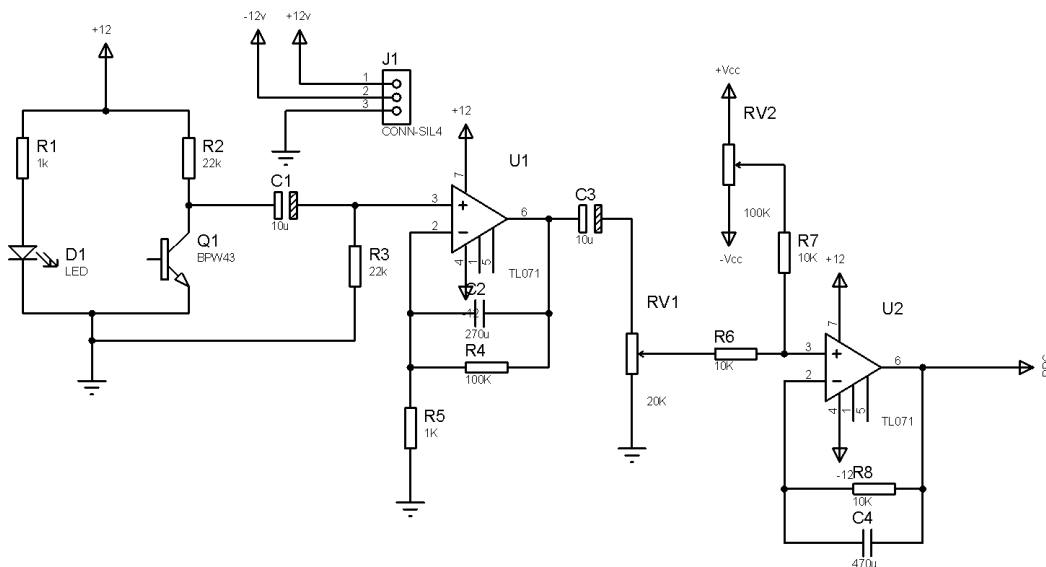 -12v
+12v
+12
J1
1
2
3
CONN-SIL4
R1
1k
R2
22k
D1
LED
Q1
BPW43
C1
10u
R3
22k
+12
U1
7
3
2
6
4
1
5
TL071
-12
C2
270u
R4
100K
R5
1K
C3
10u
RV1
20K
+Vcc
RV2
100K
-Vcc
R7
10K
R6
10K
+12
U2
7
3
2
6
4
1
5
TL071
-12
R8
10K
C4
470u